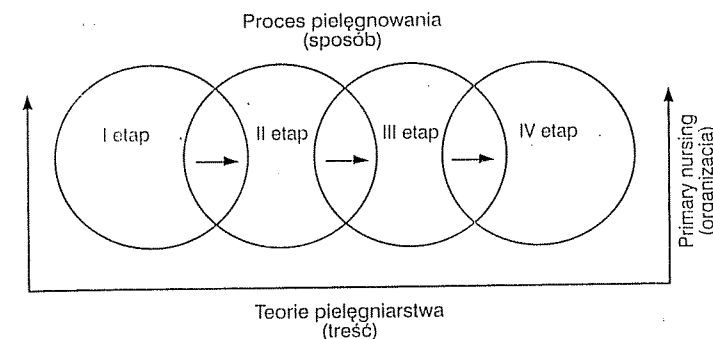 Proces pielęgnowania
(sposób)
I etap
II etap
III etap
IV etap
Primary nursing
(organizacja)
Teorie pielęgniarstwa
(treść)